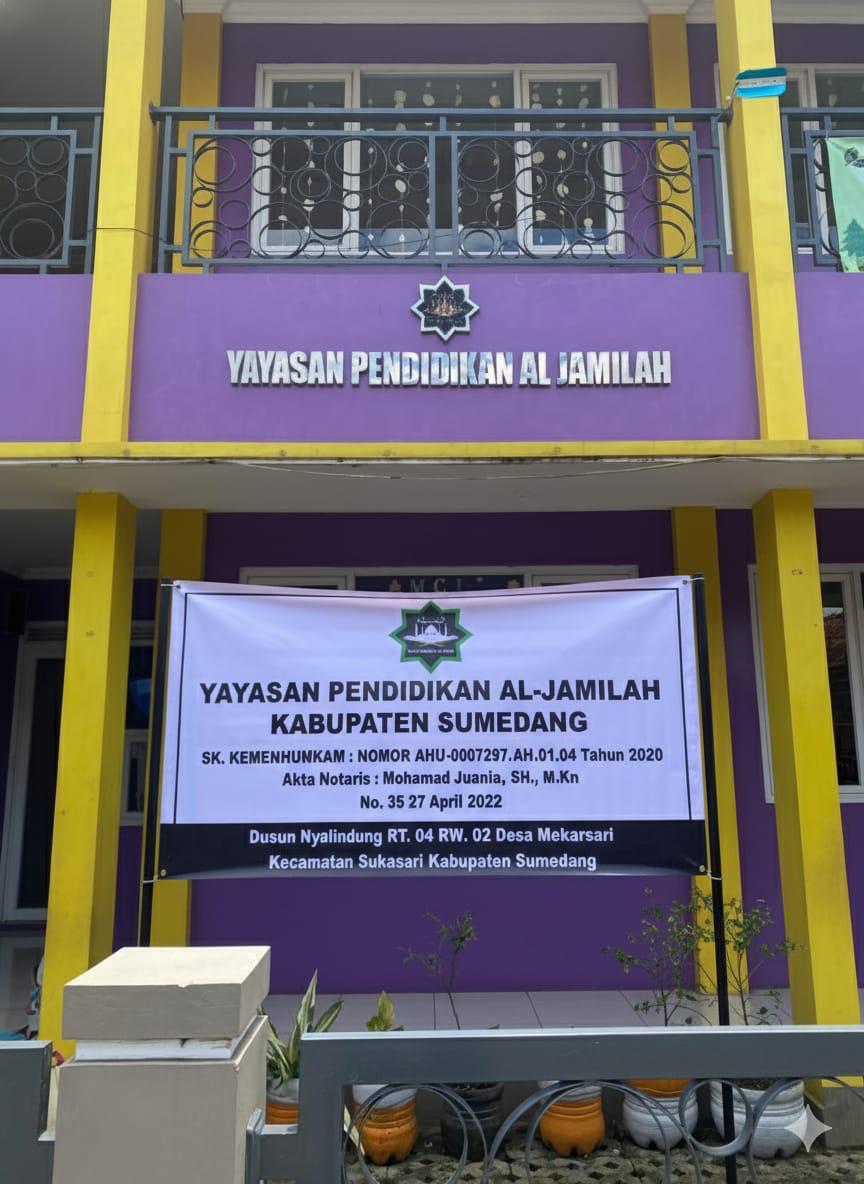 YAYASAN PENDIDIKAN AL JAMILAH
M C I
YAYASAN PENDIDIKAN AL-JAMILAH
KABUPATEN SUMEDANG
SK. KEMENHUNKAM : NOMOR AHU-0007297.AH.01.04 Tahun 2020
Akta Notaris : Mohamad Juania, SH., M.Kn
No. 35 27 April 2022
Dusun Nyalindung RT. 04 RW. 02 Desa Mekarsari
Kecamatan Sukasari Kabupaten Sumedang